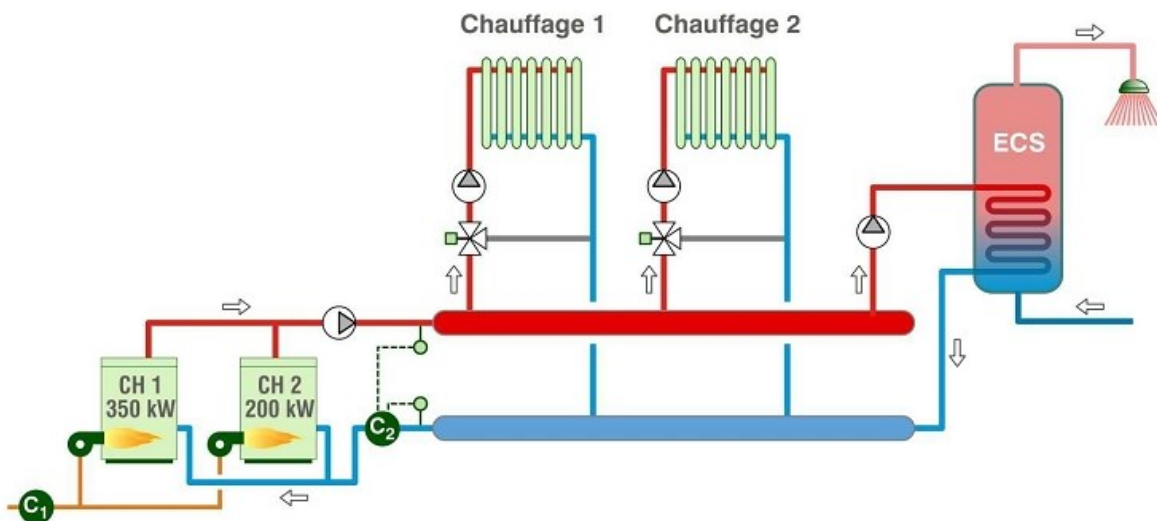 Chauffage 1
Chauffage 2
ECS
CH 1
350 kW
CH 2
200 kW
C2
C1